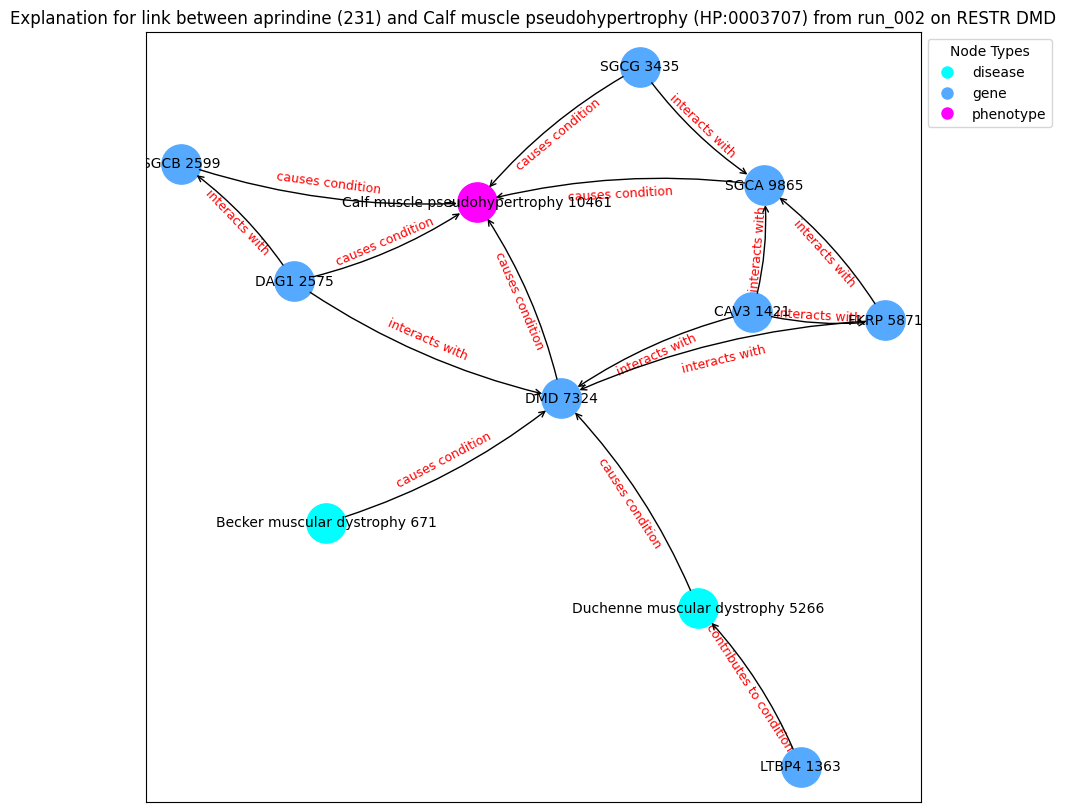 Explanation for link between aprindine (231) and Calf muscle pseudohypertrophy (HP:0003707) from run_002 on RESTR DMD
Node Types
disease
gene
phenotype
SGCG 3435
interacts with
causes condition
SGCB 2599
causes condition
SGCA 9865
causes condition
Calf muscle pseudohypertrophy 10461
interacts with
causes condition
interacts with
interacts with
DAG1 2575
causes condition
CAV3 1421
interacts with
FKRP 5871
interacts with
interacts with
interacts with
DMD 7324
causes condition
causes condition
Becker muscular dystrophy 671
Duchenne muscular dystrophy 5266
contributes to condition
LTBP4 1363